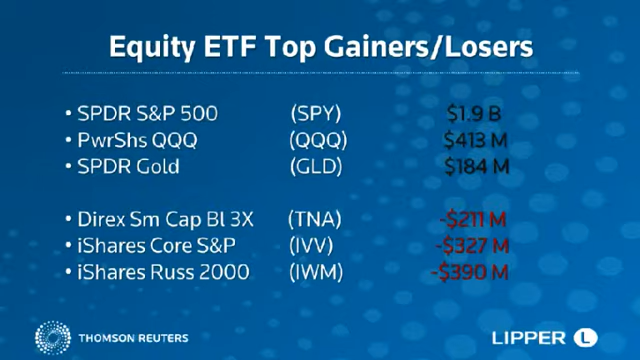 Equity ETF Top Gainers/Losers
• SPDR S&P 500 (SPY) $1.9 B
• PwrShs QQQ (QQQ) $413 M
• SPDR Gold (GLD) $184 M
• Direx Sm Cap Bl 3X (TNA) -$211 M
• iShares Core S&P (IVV) -$327 M
• iShares Russ 2000 (IWM) -$390 M
THOMSON REUTERS LIPPER L